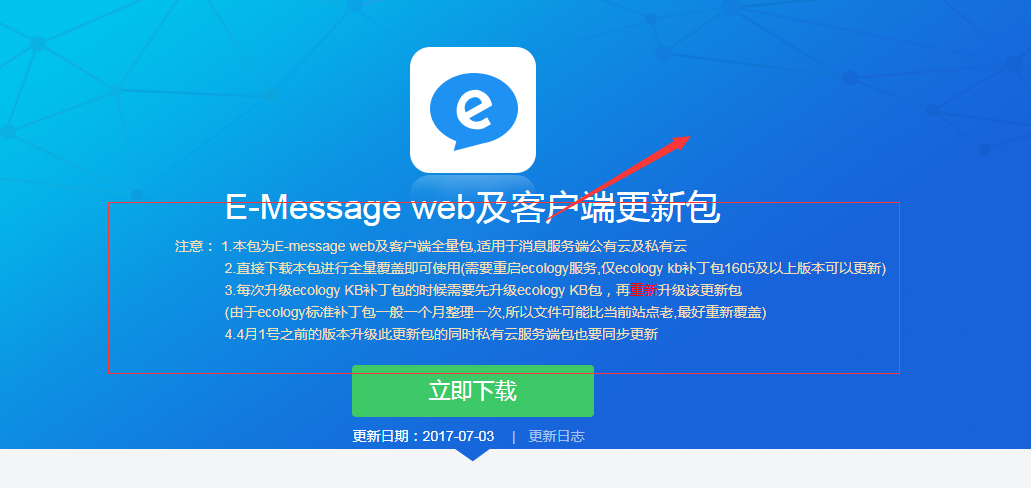 e
E-Message web及客户端更新包
注意： 1.本包为E-message web及客户端全量包,适用于消息服务端公有云及私有云
2.直接下载本包进行全量覆盖即可使用(需要重启ecology服务,仅ecology kb补丁包1605及以上版本可以更新)
3.每次升级ecology KB补丁包的时候需要先升级ecology KB包，再重新升级该更新包
(由于ecology标准补丁包一般一个月整理一次,所以文件可能比当前站点老,最好重新覆盖)
4.4月1号之前的版本升级此更新包的同时私有云服务端包也要同步更新
立即下载
更新日期：2017-07-03 | 更新日志